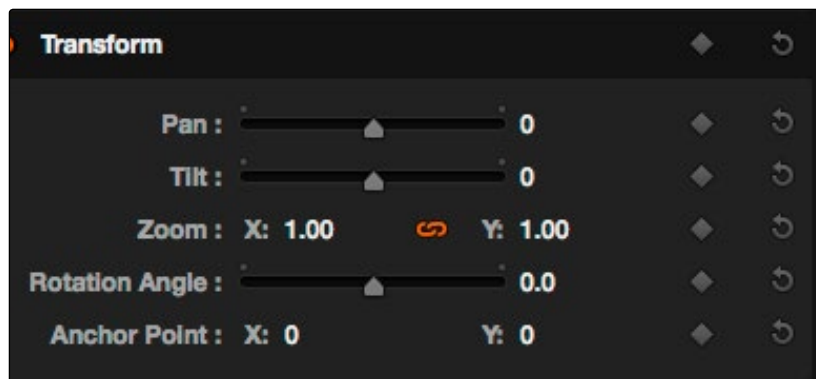 Transform
Pan : 0
Tilt : 0
Zoom : X: 1.00 Y: 1.00
Rotation Angle : 0.0
Anchor Point : X: 0 Y: 0